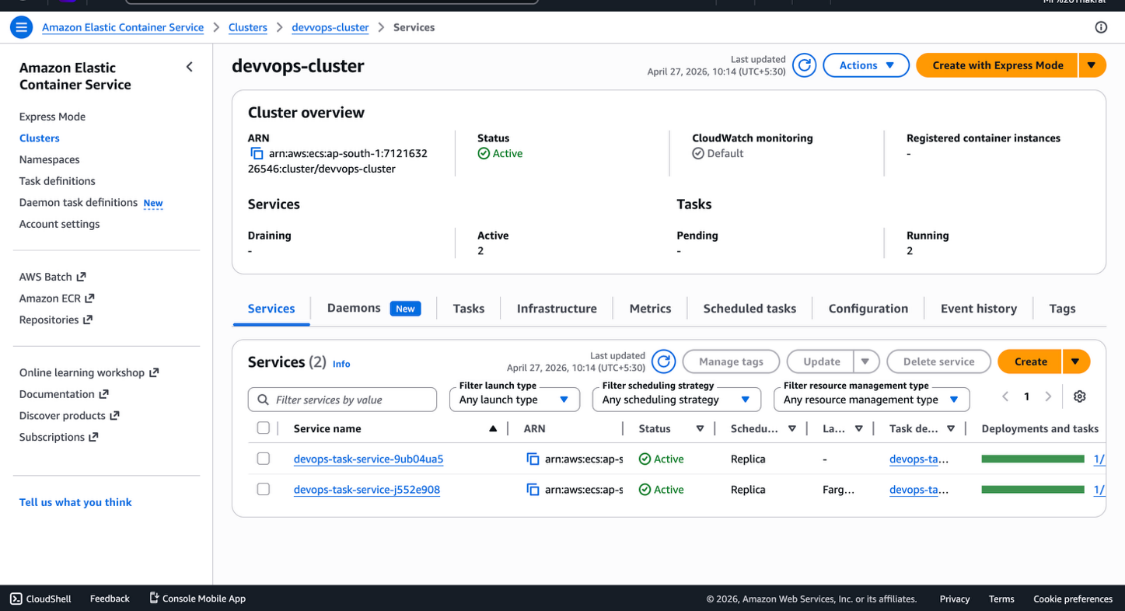 Amazon Elastic Container Service > Clusters > devvops-cluster > Services
Amazon Elastic
Container Service
Express Mode
Clusters
Namespaces
Task definitions
Daemon task definitions New
Account settings
AWS Batch
Amazon ECR
Repositories
Online learning workshop
Documentation
Discover products
Subscriptions
Tell us what you think
devvops-cluster
Last updated
April 27, 2026, 10:14 (UTC+5:30)
Actions
Create with Express Mode
Cluster overview
ARN
arn:aws:ecs:ap-south-1:7121632
26546:cluster/devvops-cluster
Status
Active
CloudWatch monitoring
Default
Registered container instances
-
Services
Tasks
Draining
-
Active
2
Pending
-
Running
2
Services Daemons New Tasks Infrastructure Metrics Scheduled tasks Configuration Event history Tags
Services (2) Info
Last updated
April 27, 2026, 10:14 (UTC+5:30)
Manage tags
Update
Delete service
Create
Filter services by value
Filter launch type
Any launch type
Filter scheduling strategy
Any scheduling strategy
Filter resource management type
Any resource management type
1
Service name ARN Status Schedu... La... Task de... Deployments and tasks
devops-task-service-9ub04ua5 arn:aws:ecs:ap-s Active Replica - devops-ta... 1/
devops-task-service-j552e908 arn:aws:ecs:ap-s Active Replica Farg... devops-ta... 1/
CloudShell Feedback Console Mobile App © 2026, Amazon Web Services, Inc. or its affiliates. Privacy Terms Cookie preferences